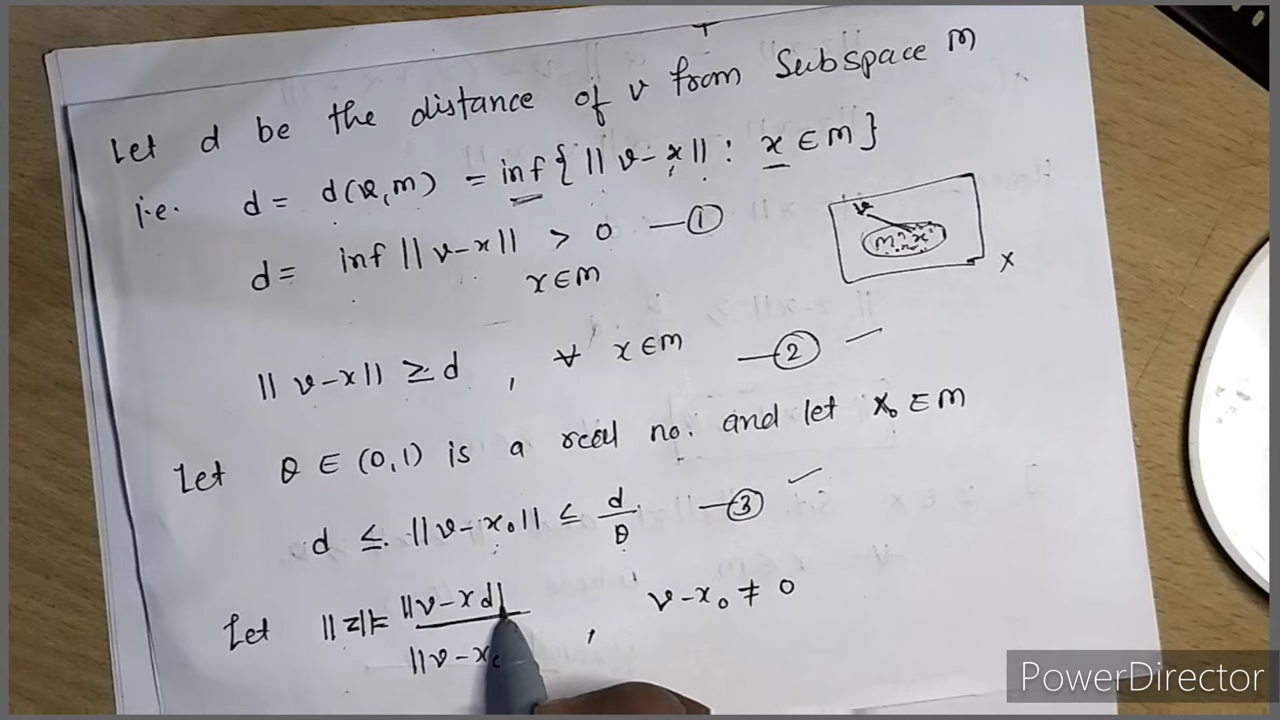 Let d be the distance of v from Subspace M
i.e. d = d(v, M) = inf { || v-x || : x ∈ M }
d = inf || v-x || > 0 —①
x ∈ M
v
M x
X
|| v-x || ≥ d , ∀ x ∈ M —②
Let θ ∈ (0,1) is a real no. and let x₀ ∈ M
d ≤ || v-x₀ || ≤ d/θ —③
Let ||z|| = ||v-x₀|| / ||v-x₀ , v-x₀ ≠ 0
PowerDirector